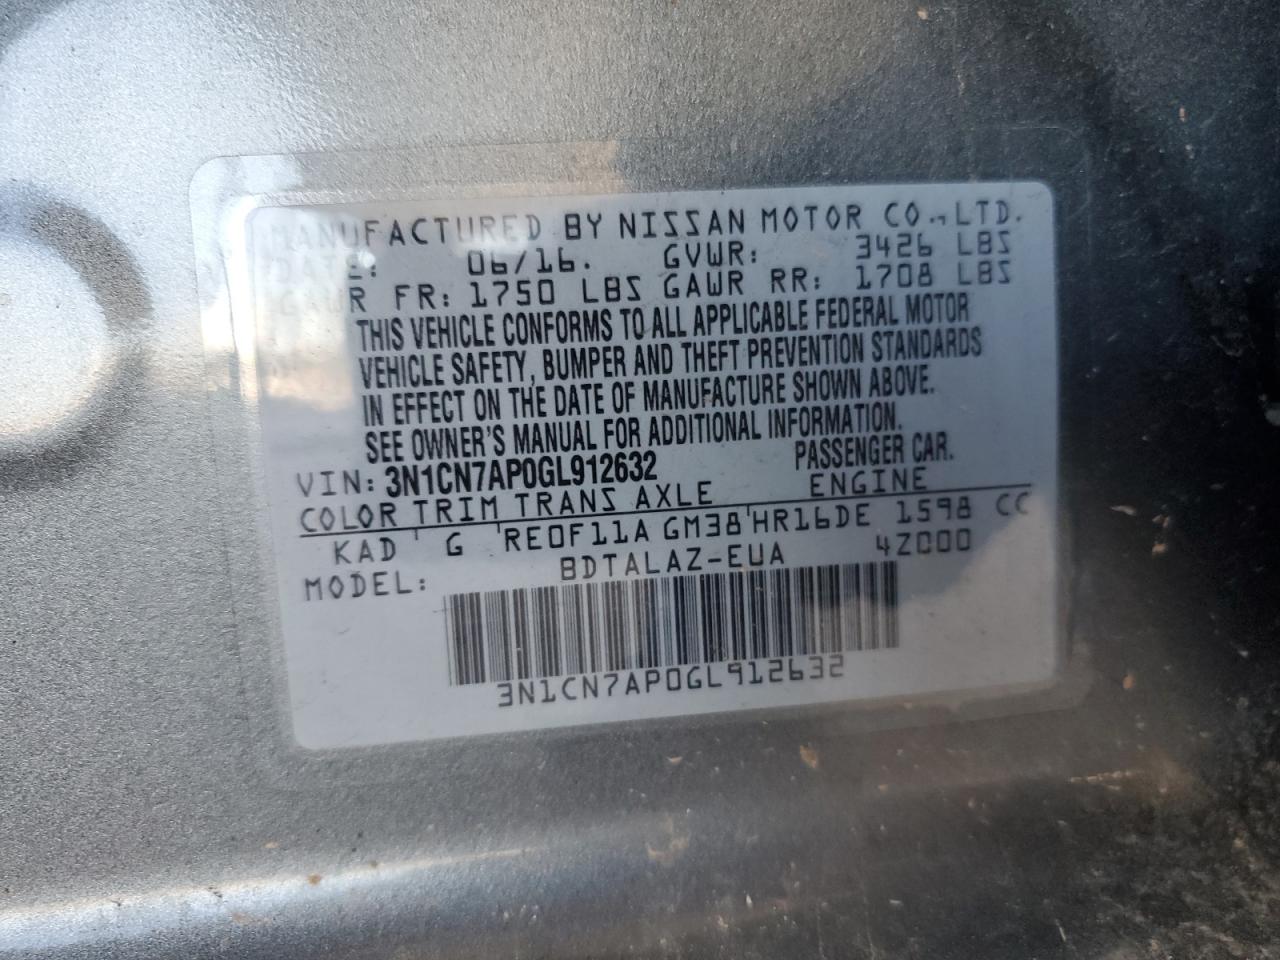 MANUFACTURED BY NISSAN MOTOR CO., LTD.
DATE: 06/16. GVWR: 3426 LBS
GAWR FR: 1750 LBS GAWR RR: 1708 LBS
THIS VEHICLE CONFORMS TO ALL APPLICABLE FEDERAL MOTOR
VEHICLE SAFETY, BUMPER AND THEFT PREVENTION STANDARDS
IN EFFECT ON THE DATE OF MANUFACTURE SHOWN ABOVE.
SEE OWNER'S MANUAL FOR ADDITIONAL INFORMATION.
VIN: 3N1CN7AP0GL912632 PASSENGER CAR.
COLOR TRIM TRANS AXLE ENGINE
KAD G RE0F11A GM38 HR16DE 1598 CC
MODEL: BDTALAZ-EUA 4Z000
3N1CN7AP0GL912632